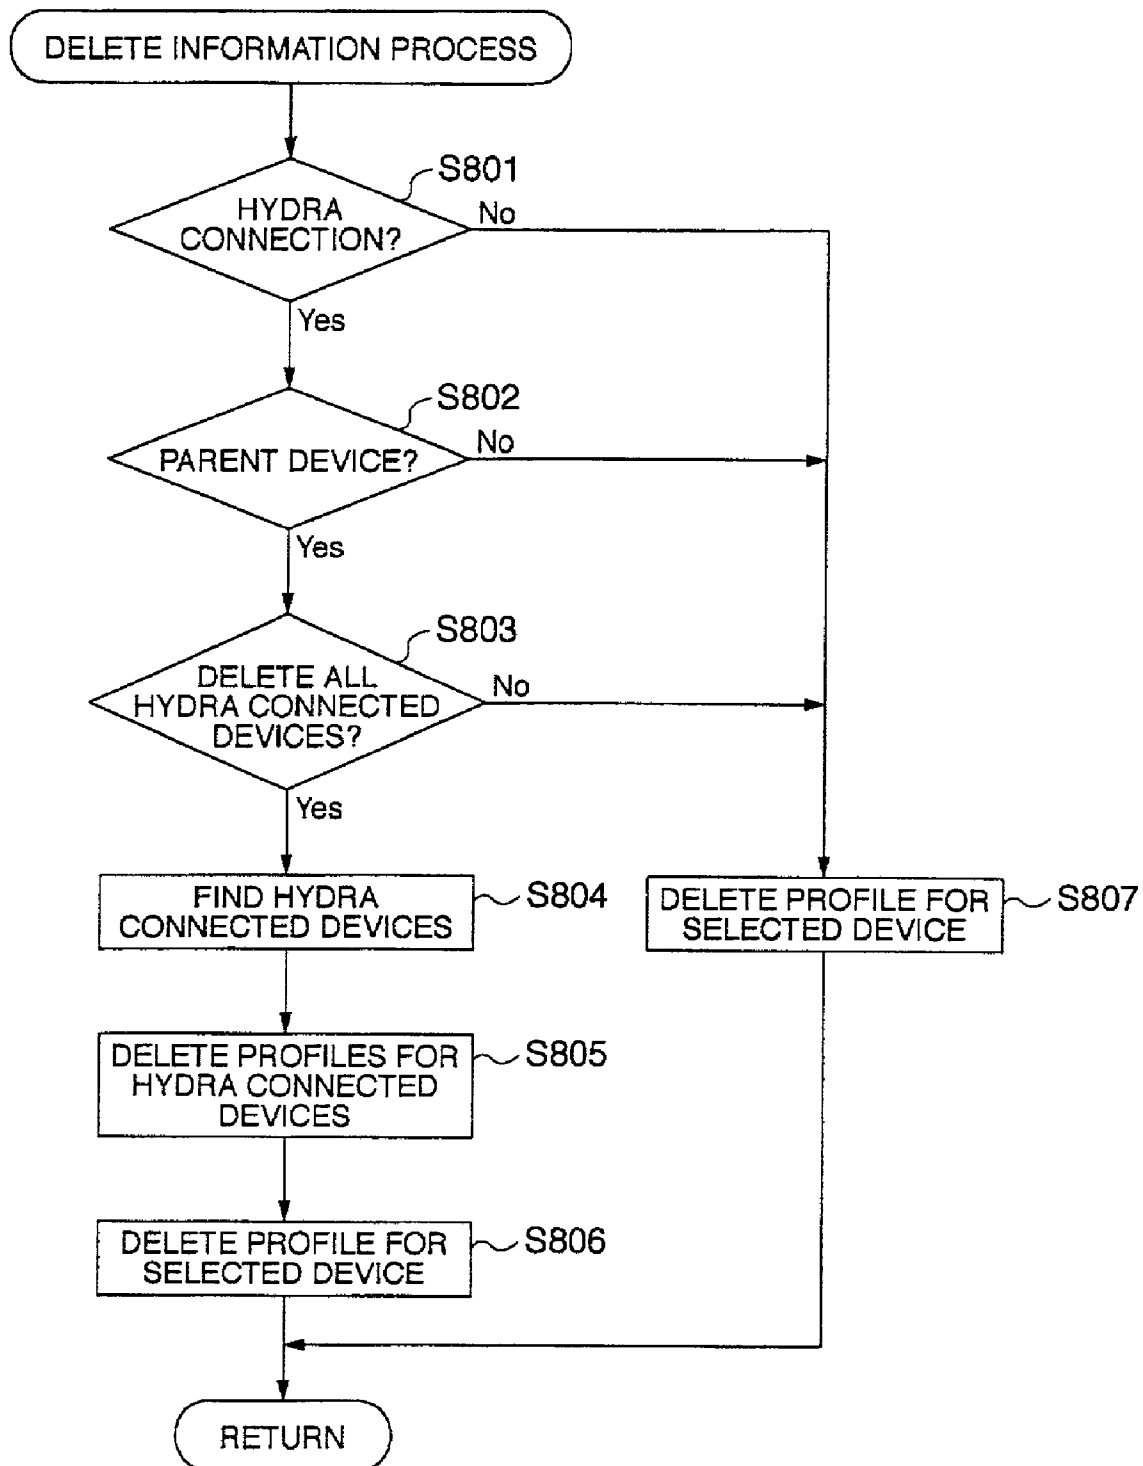 DELETE INFORMATION PROCESS
S801
HYDRA
CONNECTION?
No
Yes
S802
PARENT DEVICE?
No
Yes
S803
DELETE ALL
HYDRA CONNECTED
DEVICES?
No
Yes
FIND HYDRA
CONNECTED DEVICES
S804
DELETE PROFILE FOR
SELECTED DEVICE
S807
DELETE PROFILES FOR
HYDRA CONNECTED
DEVICES
S805
DELETE PROFILE FOR
SELECTED DEVICE
S806
RETURN